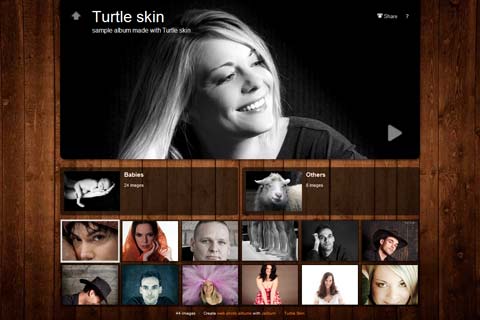 Turtle skin
sample album made with Turtle skin
Share ?
Babies
24 images
Others
8 images
44 images - Create web photo albums with jalbum - Turtle Skin